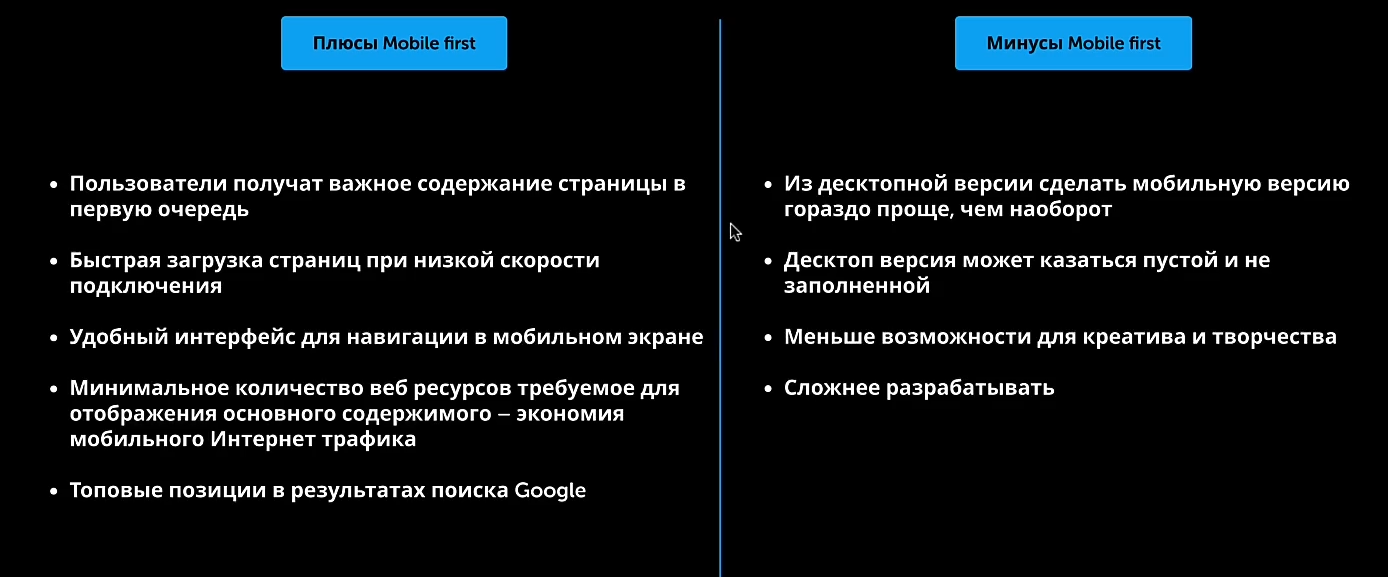 Плюсы Mobile first
• Пользователи получат важное содержание страницы в
первую очередь
• Быстрая загрузка страниц при низкой скорости
подключения
• Удобный интерфейс для навигации в мобильном экране
• Минимальное количество веб ресурсов требуемое для
отображения основного содержимого – экономия
мобильного Интернет трафика
• Топовые позиции в результатах поиска Google
Минусы Mobile first
• Из десктопной версии сделать мобильную версию
гораздо проще, чем наоборот
• Десктоп версия может казаться пустой и не
заполненной
• Меньше возможности для креатива и творчества
• Сложнее разрабатывать